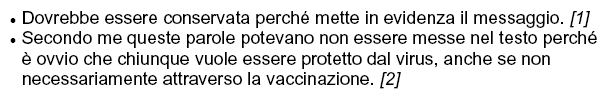 • Dovrebbe essere conservata perché mette in evidenza il messaggio. [1]
• Secondo me queste parole potevano non essere messe nel testo perché
è ovvio che chiunque vuole essere protetto dal virus, anche se non
necessariamente attraverso la vaccinazione. [2]